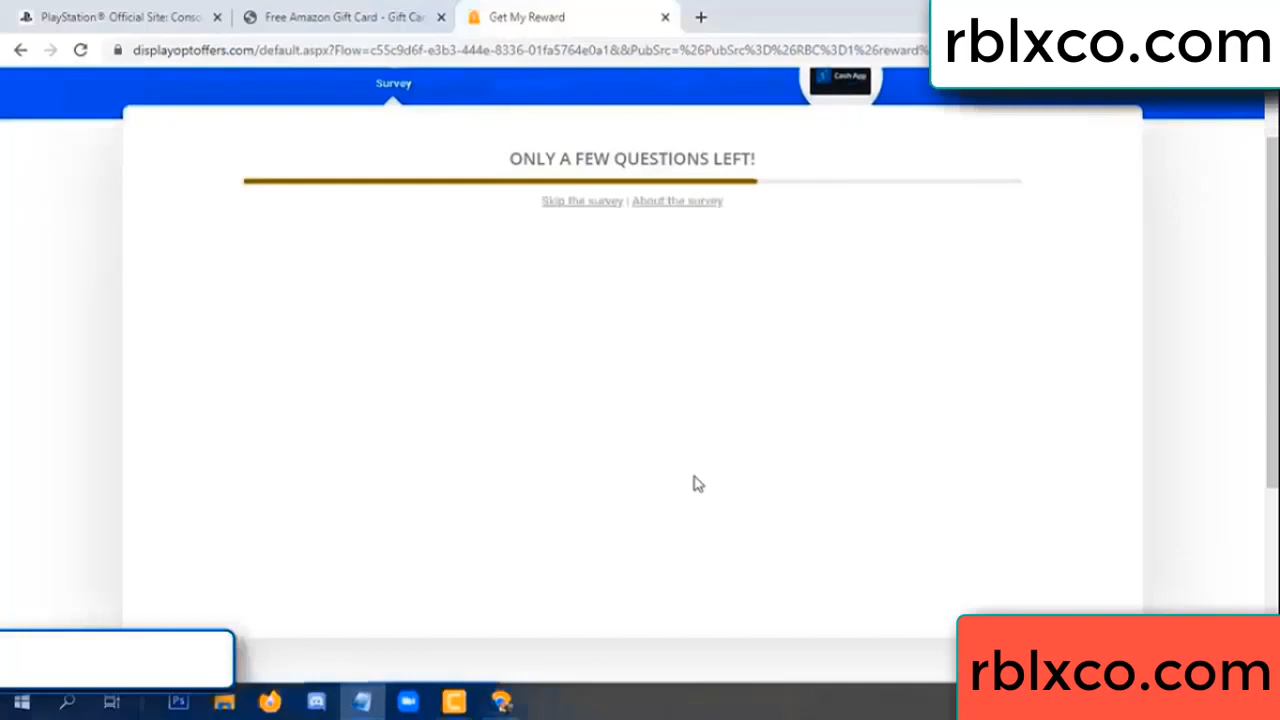 PlayStation® Official Site: Conso
Free Amazon Gift Card - Gift Car
Get My Reward
displayoptoffers.com/default.aspx?Flow=c55c9d6f-e3b3-444e-8336-01fa5764e0a1&&PubSrc=%26PubSrc%3D%26RBC%3D1%26reward%
rblxco.com
Survey
Cash App
ONLY A FEW QUESTIONS LEFT!
Skip the survey | About the survey
rblxco.com
Ps